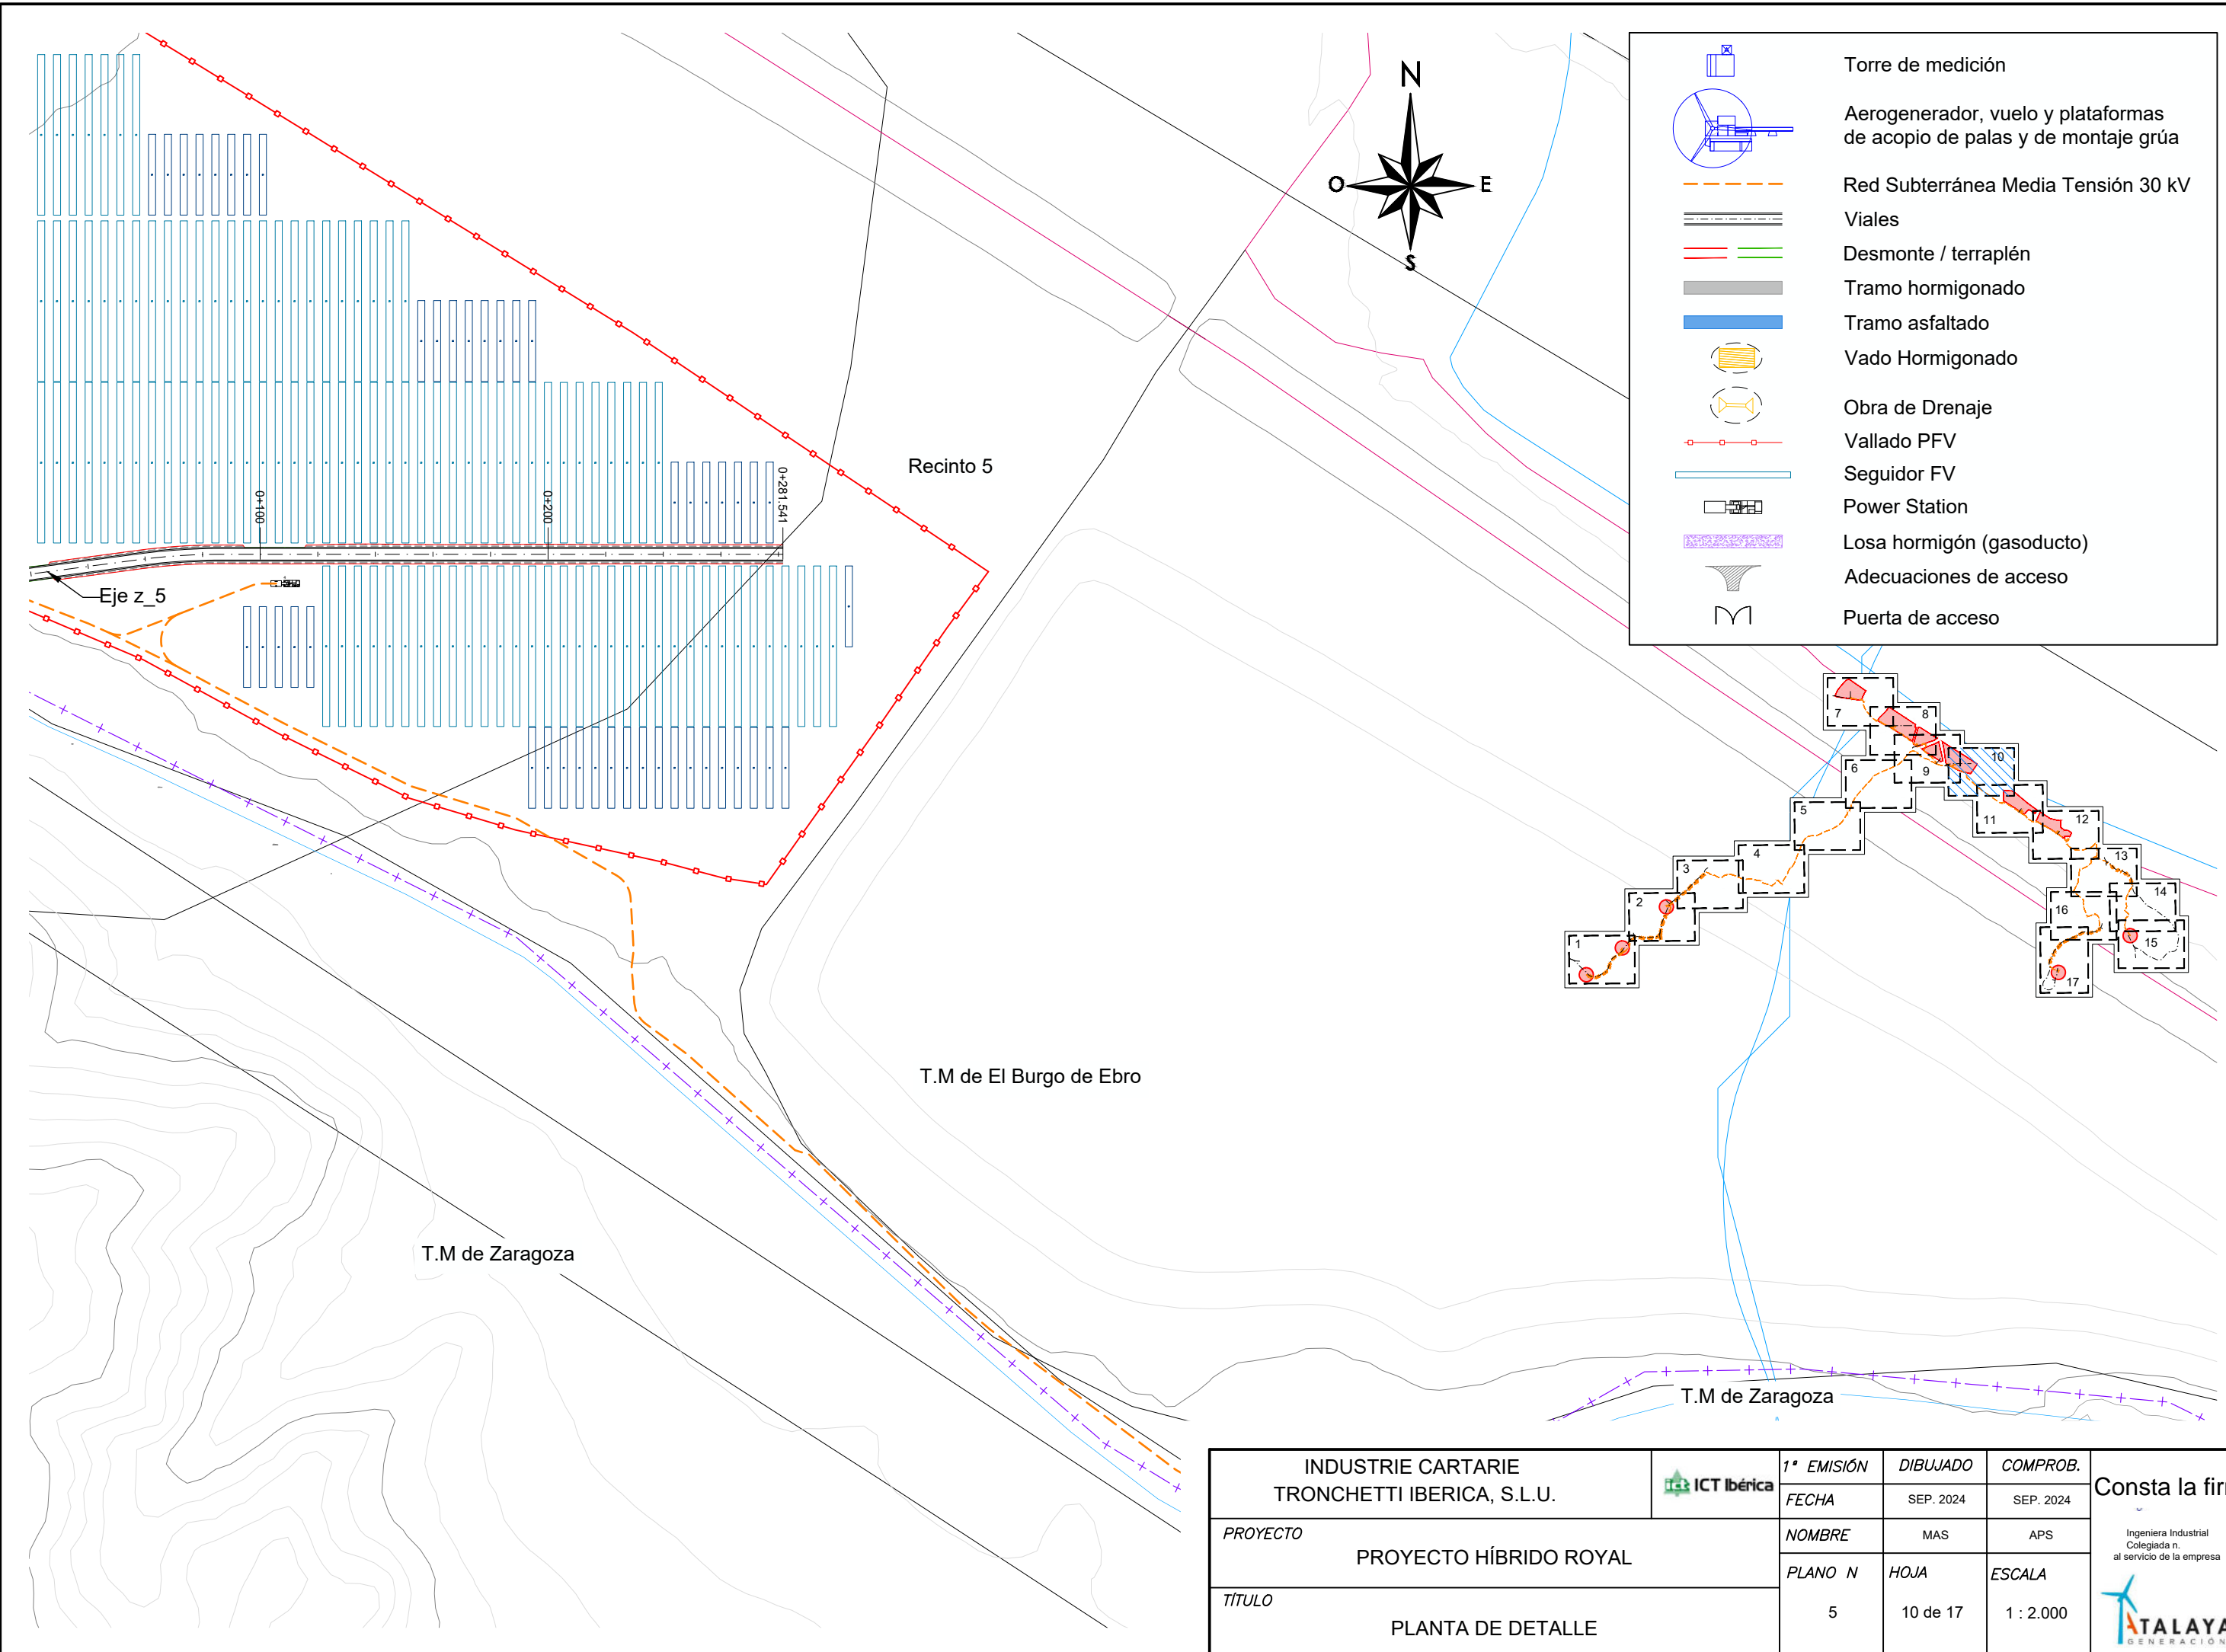 N
O
E
S
Torre de medición
Aerogenerador, vuelo y plataformas
de acopio de palas y de montaje grúa
Red Subterránea Media Tensión 30 kV
Viales
Desmonte / terraplén
Tramo hormigonado
Tramo asfaltado
Vado Hormigonado
Obra de Drenaje
Vallado PFV
Seguidor FV
Power Station
Losa hormigón (gasoducto)
Adecuaciones de acceso
Puerta de acceso
Recinto 5
0+100
0+200
0+281.541
Eje z_5
7
8
10
6
9
5
11
12
4
13
3
14
2
16
1
15
17
T.M de El Burgo de Ebro
T.M de Zaragoza
T.M de Zaragoza
INDUSTRIE CARTARIE
TRONCHETTI IBERICA, S.L.U.
ict ICT Ibérica
1ª EMISIÓN
DIBUJADO
COMPROB.
FECHA
SEP. 2024
SEP. 2024
NOMBRE
MAS
APS
PROYECTO
PROYECTO HÍBRIDO ROYAL
PLANO N
HOJA
ESCALA
5
10 de 17
1 : 2.000
TÍTULO
PLANTA DE DETALLE
Consta la fir
Ingeniera Industrial
Colegiada n.
al servicio de la empresa
ATALAYA
GENERACIÓN